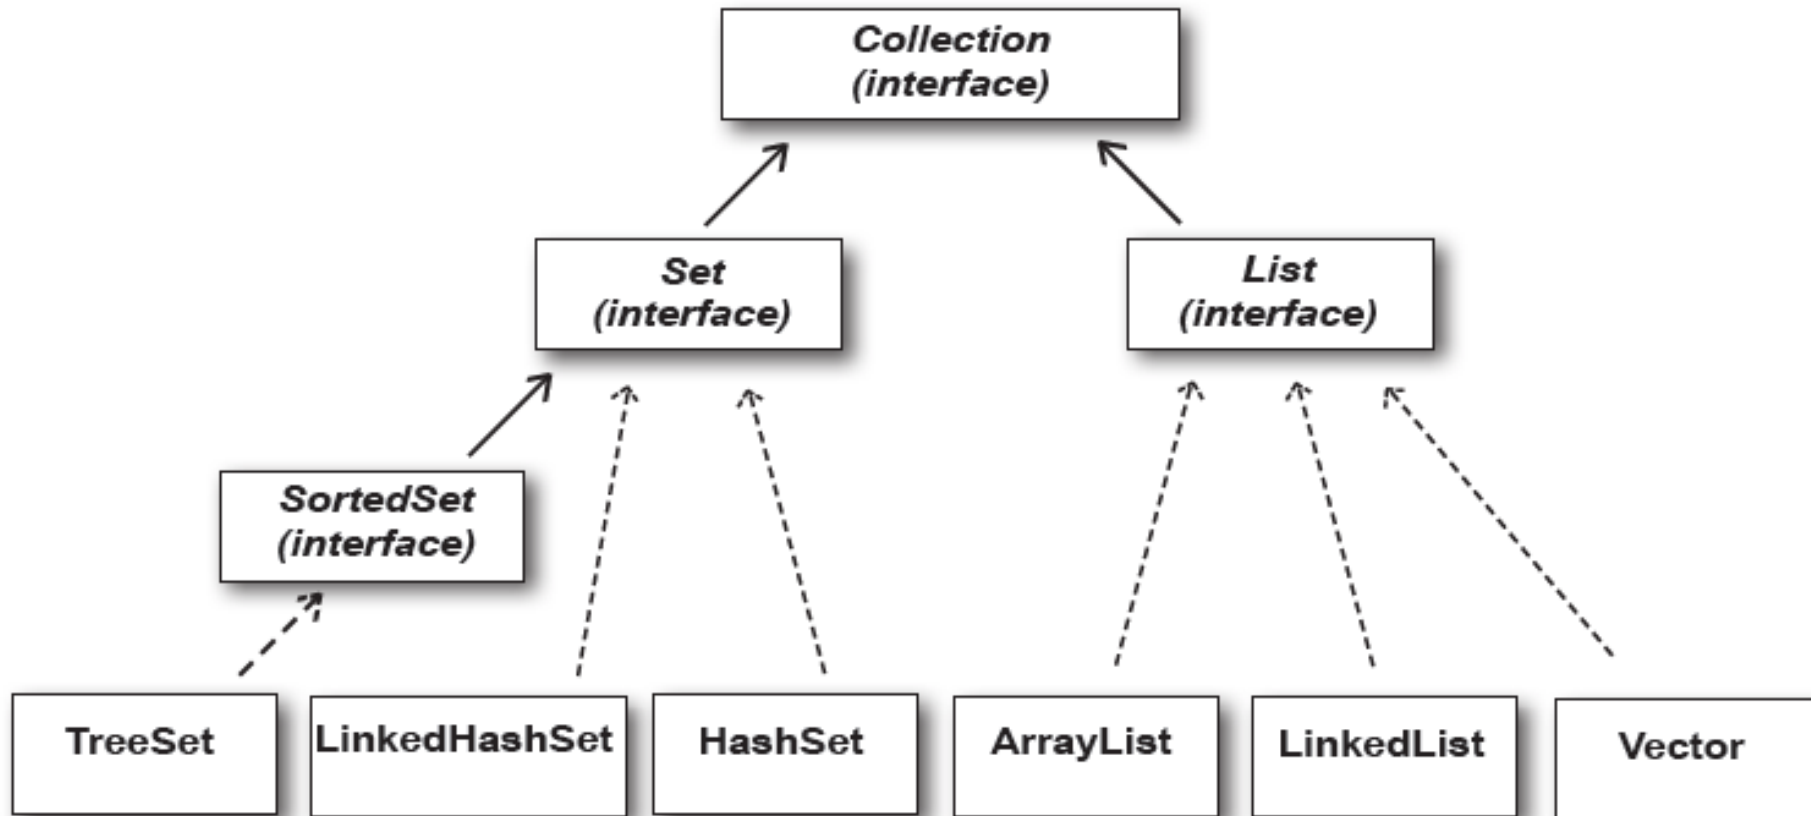 Collection
(interface)
Set
(interface)
List
(interface)
SortedSet
(interface)
TreeSet
LinkedHashSet
HashSet
ArrayList
LinkedList
Vector